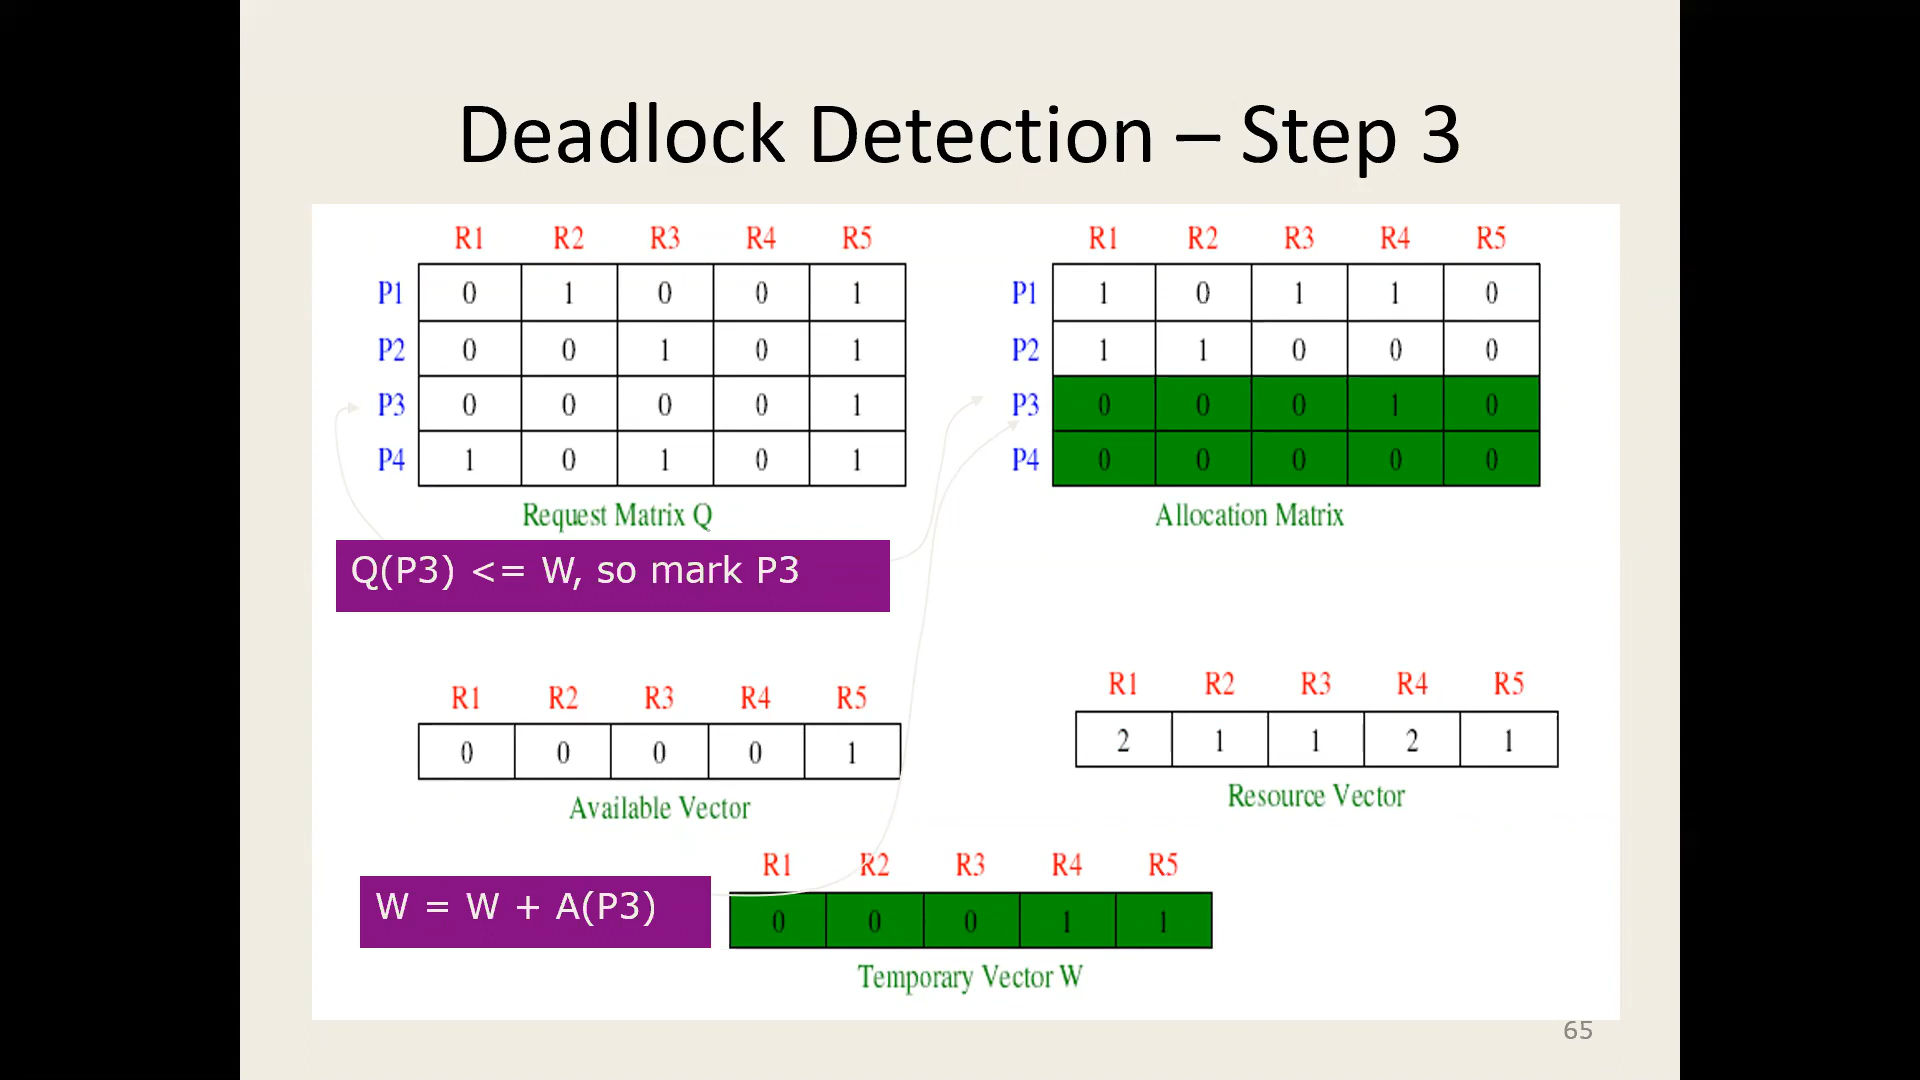 Deadlock Detection – Step 3
R1 R2 R3 R4 R5
P1 0 1 0 0 1
P2 0 0 1 0 1
P3 0 0 0 0 1
P4 1 0 1 0 1
Request Matrix Q
R1 R2 R3 R4 R5
P1 1 0 1 1 0
P2 1 1 0 0 0
P3 0 0 0 1 0
P4 0 0 0 0 0
Allocation Matrix
Q(P3) <= W, so mark P3
R1 R2 R3 R4 R5
0 0 0 0 1
Available Vector
R1 R2 R3 R4 R5
2 1 1 2 1
Resource Vector
W = W + A(P3)
R1 R2 R3 R4 R5
0 0 0 1 1
Temporary Vector W
65